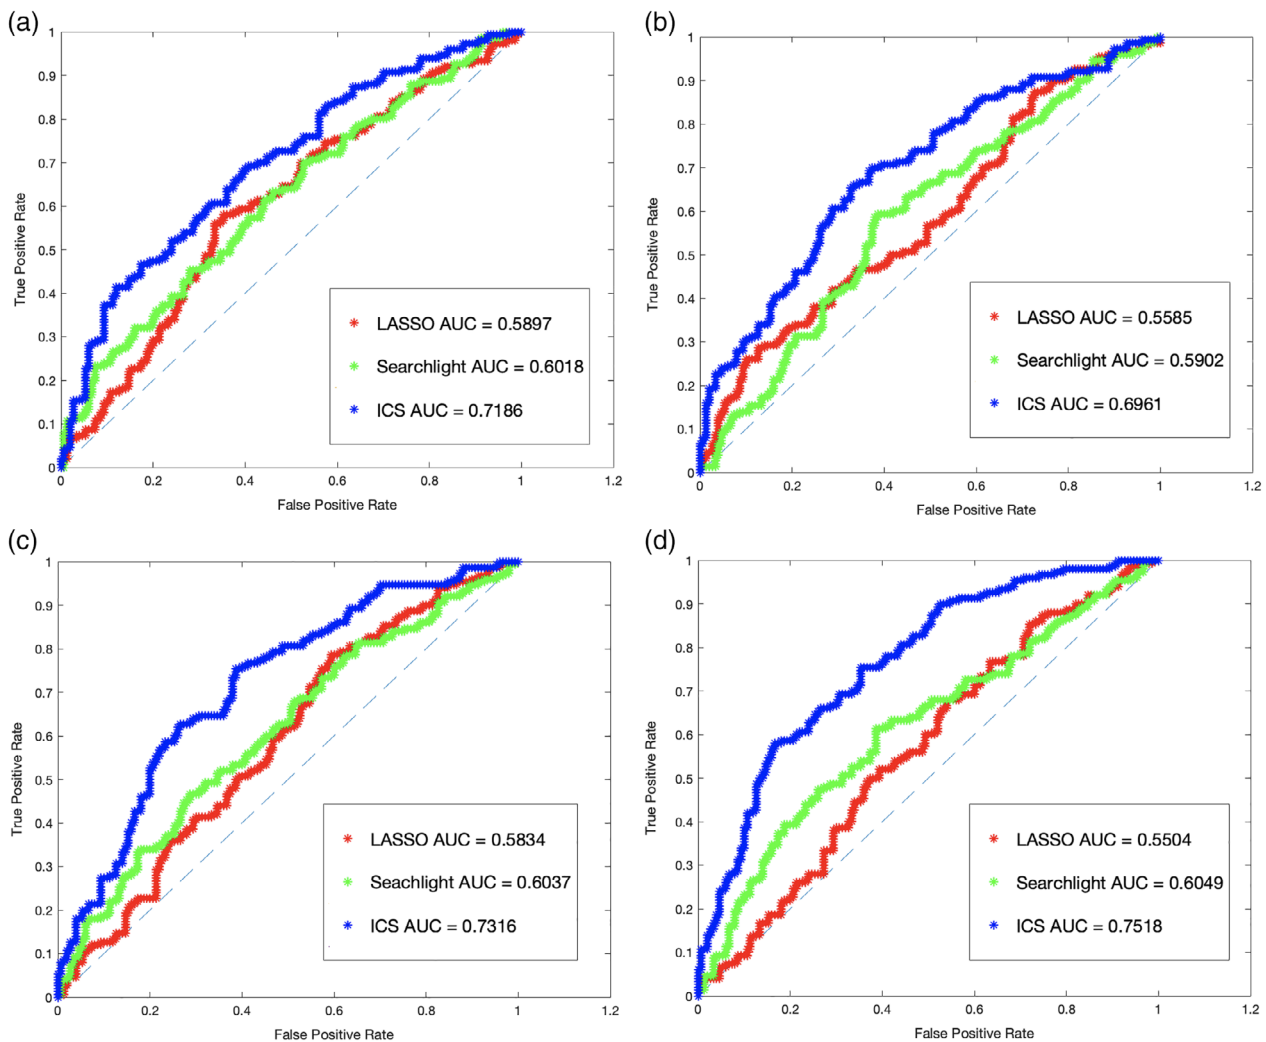 (a)
1
0.9
0.8
0.7
0.6
0.5
0.4
0.3
0.2
0.1
0
True Positive Rate
LASSO AUC = 0.5897
Searchlight AUC = 0.6018
ICS AUC = 0.7186
0 0.2 0.4 0.6 0.8 1 1.2
False Positive Rate
(b)
1
0.9
0.8
0.7
0.6
0.5
0.4
0.3
0.2
0.1
0
True Positive Rate
LASSO AUC = 0.5585
Searchlight AUC = 0.5902
ICS AUC = 0.6961
0 0.2 0.4 0.6 0.8 1 1.2
False Positive Rate
(c)
1
0.9
0.8
0.7
0.6
0.5
0.4
0.3
0.2
0.1
0
True Positive Rate
LASSO AUC = 0.5834
Seachlight AUC = 0.6037
ICS AUC = 0.7316
0 0.2 0.4 0.6 0.8 1 1.2
False Positive Rate
(d)
1
0.9
0.8
0.7
0.6
0.5
0.4
0.3
0.2
0.1
0
True Positive Rate
LASSO AUC = 0.5504
Searchlight AUC = 0.6049
ICS AUC = 0.7518
0 0.2 0.4 0.6 0.8 1 1.2
False Positive Rate